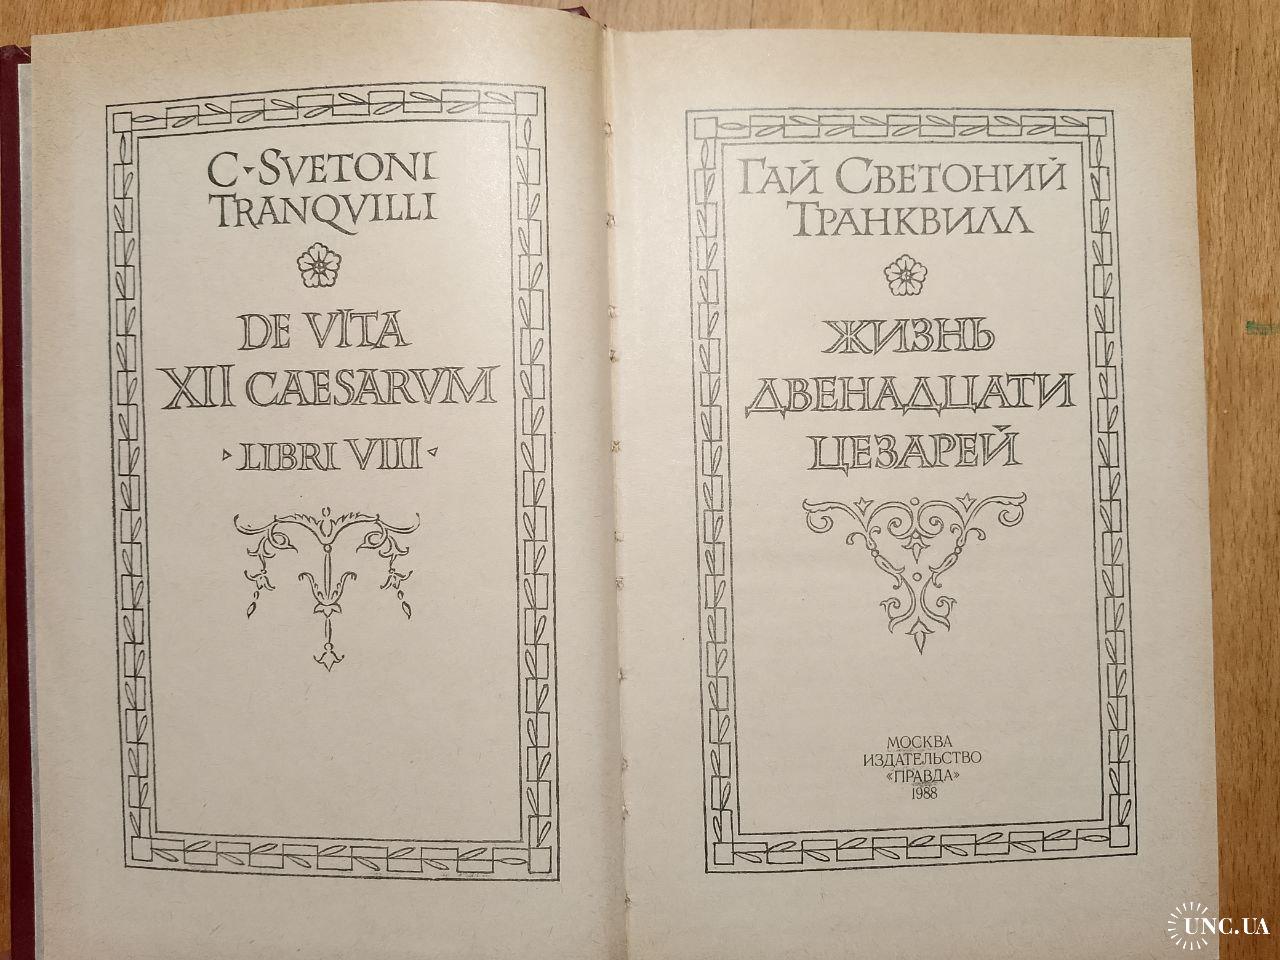 C·SVETONI
TRANQVILLI
DE VITA
XII CAESARVM
LIBRI VIII
ГАЙ СВЕТОНИЙ
ТРАНКВИЛЛ
ЖИЗНЬ
ДВЕНАДЦАТИ
ЦЕЗАРЕЙ
МОСКВА
ИЗДАТЕЛЬСТВО
«ПРАВДА»
1988
UNC.UA